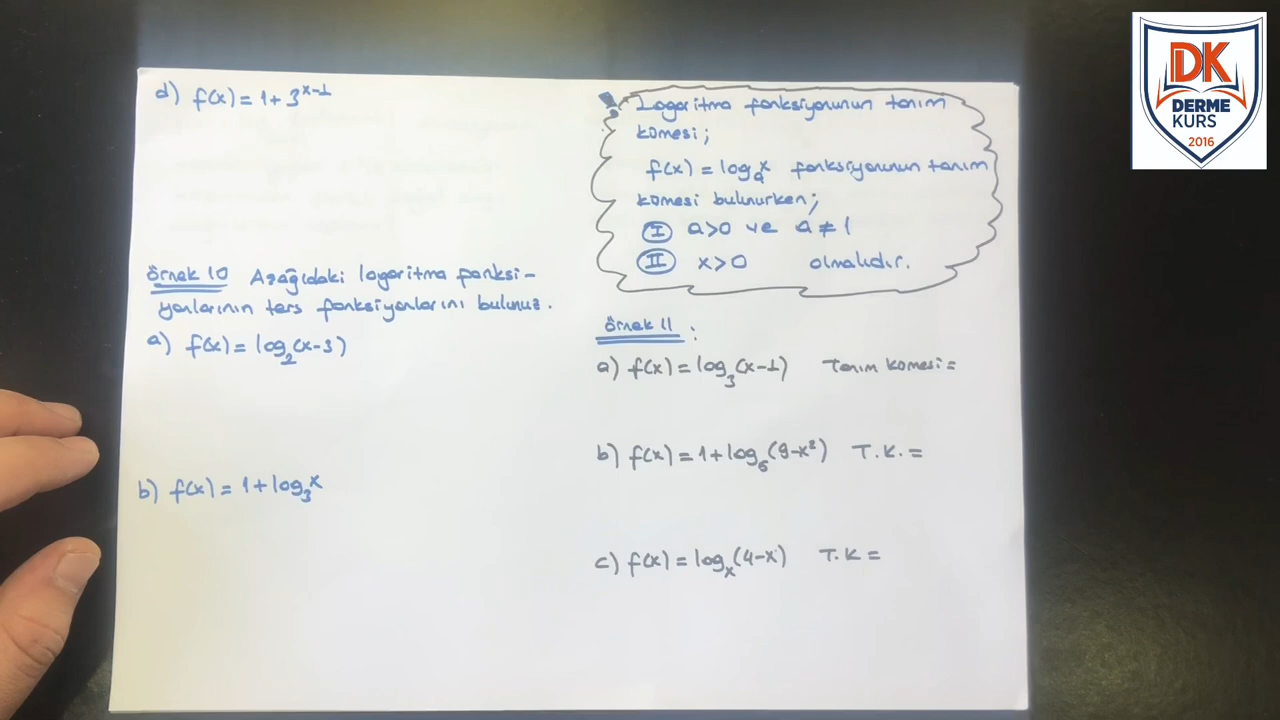 d) f(x) = 1 + 3^(x-1)
Örnek 10 Aşağıdaki logaritma fonksi-
yonlarının ters fonksiyonlarını bulunuz.
a) f(x) = log₂(x-3)
b) f(x) = 1 + log₃x
Logaritma fonksiyonunun tanım
kümesi;
f(x) = logₐx fonksiyonunun tanım
kümesi bulunurken;
I a>0 ve a≠1
II x>0 olmalıdır.
Örnek 11 :
a) f(x) = log₃(x-1) Tanım kümesi =
b) f(x) = 1 + log₆(9-x²) T.K. =
c) f(x) = logₓ(4-x) T.K =
DK
DERME
KURS
2016